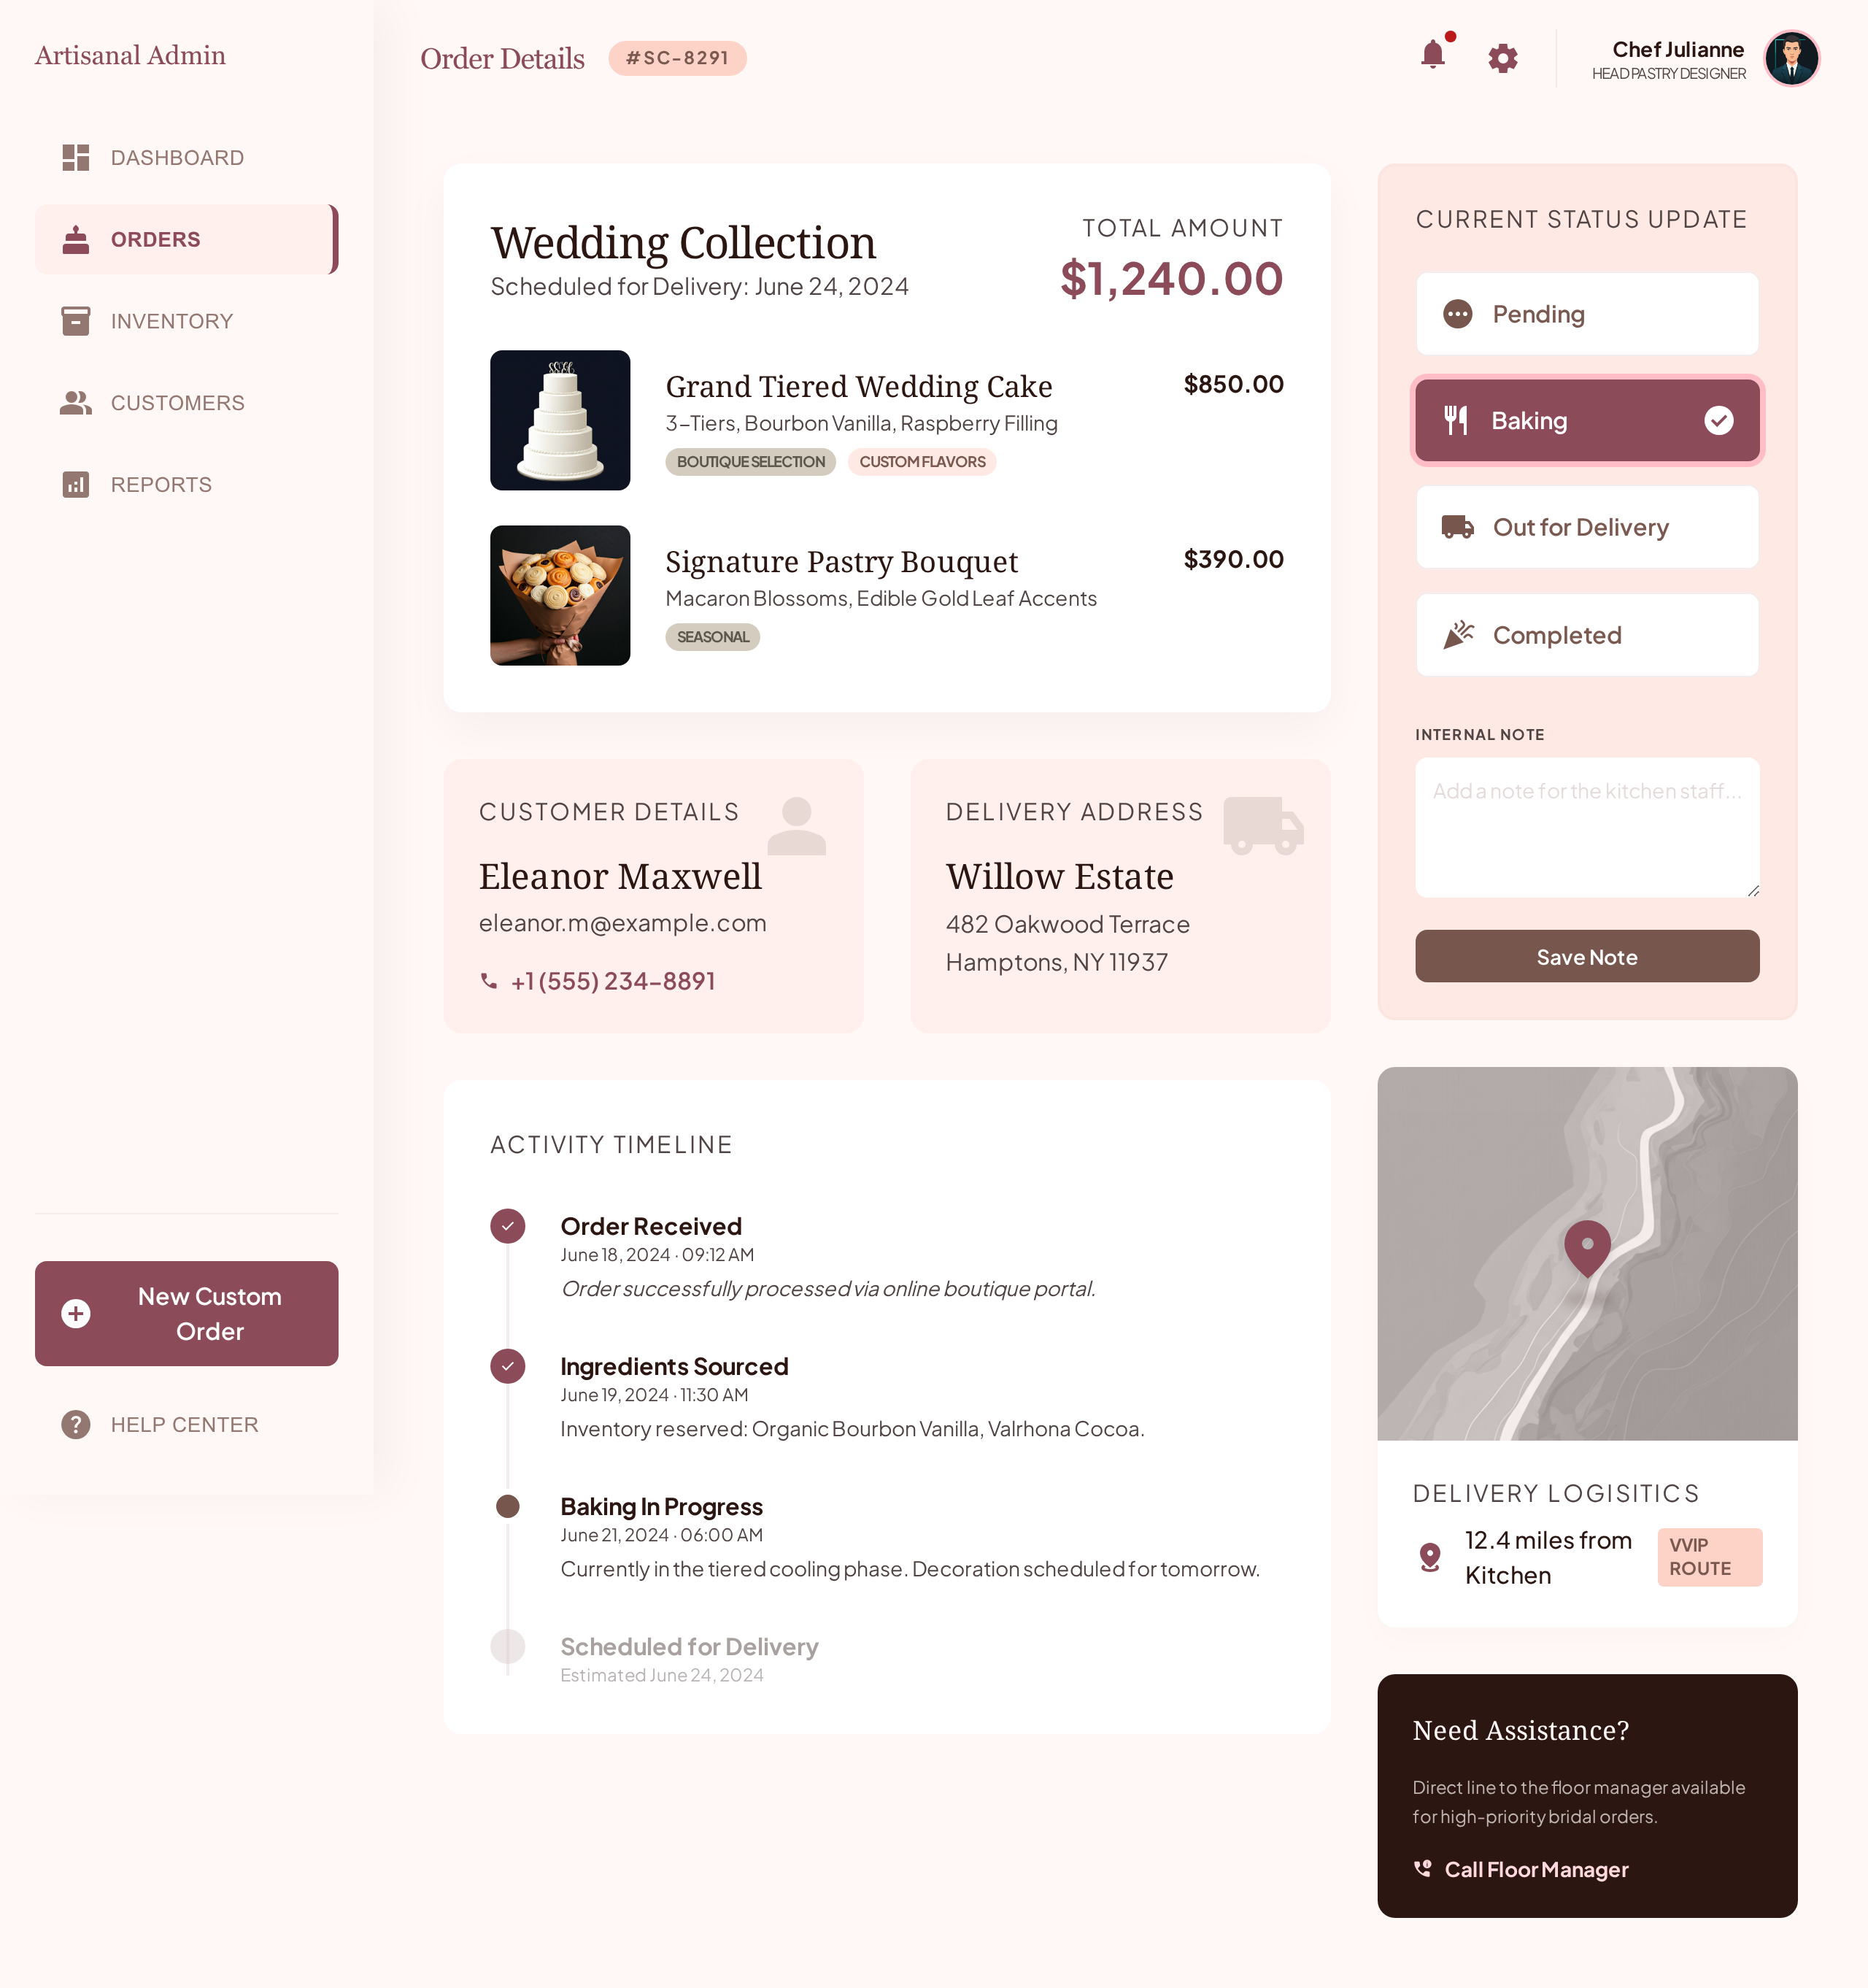 Artisanal Admin
DASHBOARD
ORDERS
INVENTORY
CUSTOMERS
REPORTS
New Custom
Order
HELP CENTER
Order Details
#SC-8291
Chef Julianne
HEAD PASTRY DESIGNER
Wedding Collection
Scheduled for Delivery: June 24, 2024
TOTAL AMOUNT
$1,240.00
Grand Tiered Wedding Cake
$850.00
3-Tiers, Bourbon Vanilla, Raspberry Filling
BOUTIQUE SELECTION
CUSTOM FLAVORS
Signature Pastry Bouquet
$390.00
Macaron Blossoms, Edible Gold Leaf Accents
SEASONAL
CUSTOMER DETAILS
Eleanor Maxwell
eleanor.m@example.com
+1 (555) 234-8891
DELIVERY ADDRESS
Willow Estate
482 Oakwood Terrace
Hamptons, NY 11937
ACTIVITY TIMELINE
Order Received
June 18, 2024 · 09:12 AM
Order successfully processed via online boutique portal.
Ingredients Sourced
June 19, 2024 · 11:30 AM
Inventory reserved: Organic Bourbon Vanilla, Valrhona Cocoa.
Baking In Progress
June 21, 2024 · 06:00 AM
Currently in the tiered cooling phase. Decoration scheduled for tomorrow.
Scheduled for Delivery
Estimated June 24, 2024
CURRENT STATUS UPDATE
Pending
Baking
Out for Delivery
Completed
INTERNAL NOTE
Add a note for the kitchen staff...
Save Note
DELIVERY LOGISITICS
12.4 miles from
Kitchen
VVIP
ROUTE
Need Assistance?
Direct line to the floor manager available
for high-priority bridal orders.
Call Floor Manager